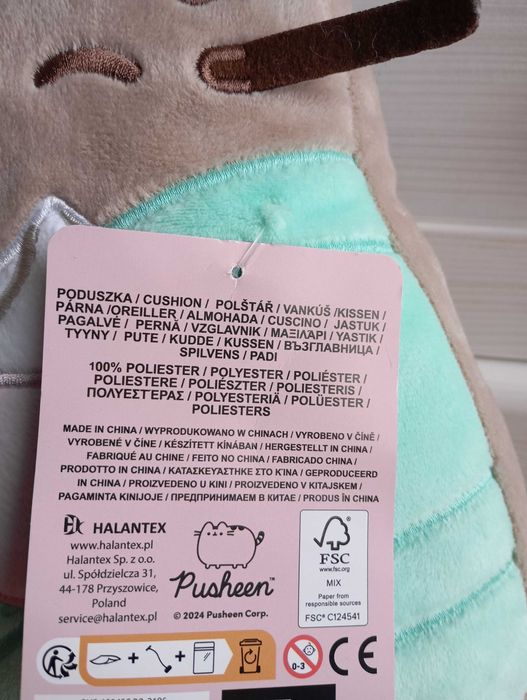 PODUSZKA / CUSHION / POLŠTÁŘ / VANKÚŠ /KISSEN /
PÁRNA /OREILLER / ALMOHADA / CUSCINO / JASTUK /
PAGALVĖ / PERNĂ / VZGLAVNIK / ΜΑΞΙΛΑΡΙ / YASTIK /
TYYNY / PUTE / KUDDE / KUSSEN / ВЪЗГЛАВНИЦА /
SPILVENS / PADI
100% POLIESTER / POLYESTER / POLIÉSTER /
POLIESTERE / POLIÉSZTER / POLIESTERIS /
ΠΟΛΥΕΣΤΕΡΑΣ / POLYESTERIÄ / POLÜESTER /
POLIESTERS
MADE IN CHINA / WYPRODUKOWANO W CHINACH / VYROBENO V ČÍNĚ /
VYROBENÉ V ČÍNE / KÉSZÍTETT KÍNÁBAN / HERGESTELLT IN CHINA /
FABRIQUÉ AU CHINE / FEITO NO CHINA / FABRICADO CHINA /
PRODOTTO IN CHINA / ΚΑΤΑΣΚΕΥΆΣΤΗΚΕ ΣΤΟ ΚΊΝΑ / GEPRODUCEERD
IN CHINA / PROIZVEDENO U KINI / PROIZVEDENO V KITAJSKEM /
PAGAMINTA KINIJOJE / ПРЕДПРИНИМАЕМ В КИТАЕ / PRODUS ÎN CHINA
HALANTEX
www.halantex.pl
Halantex Sp. z o.o.
ul. Spółdzielcza 31,
44-178 Przyszowice,
Poland
service@halantex.pl
Pusheen™
© 2024 Pusheen Corp.
FSC
www.fsc.org
MIX
Paper from
responsible sources
FSC® C124541
+ +
0-3
CE